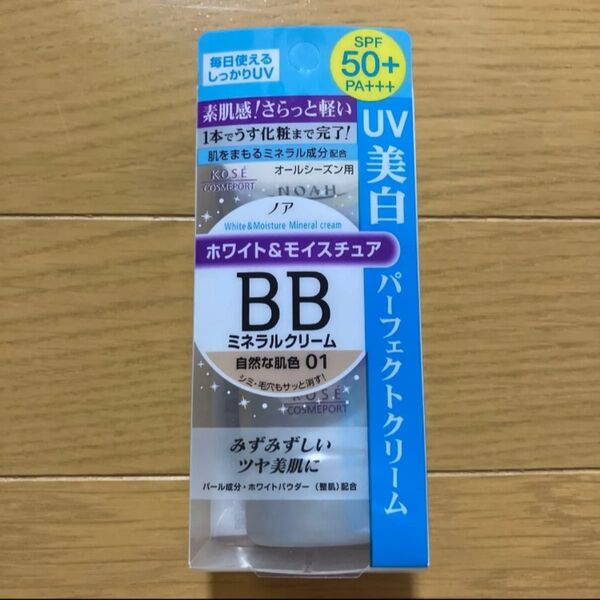 毎日使える
しっかりUV
SPF
50+
PA+++
素肌感!さらっと軽い
1本でうす化粧まで完了!
肌をまもるミネラル成分配合
KOSÉ
COSMEPORT
オールシーズン用
NOAH
ノア
White&Moisture Mineral cream
ホワイト&モイスチュア
BB
ミネラルクリーム
自然な肌色 01
シミ・毛穴もサッと消す!
KOSÉ
COSMEPORT
みずみずしい
ツヤ美肌に
パール成分・ホワイトパウダー(整肌)配合
UV美白パーフェクトクリーム